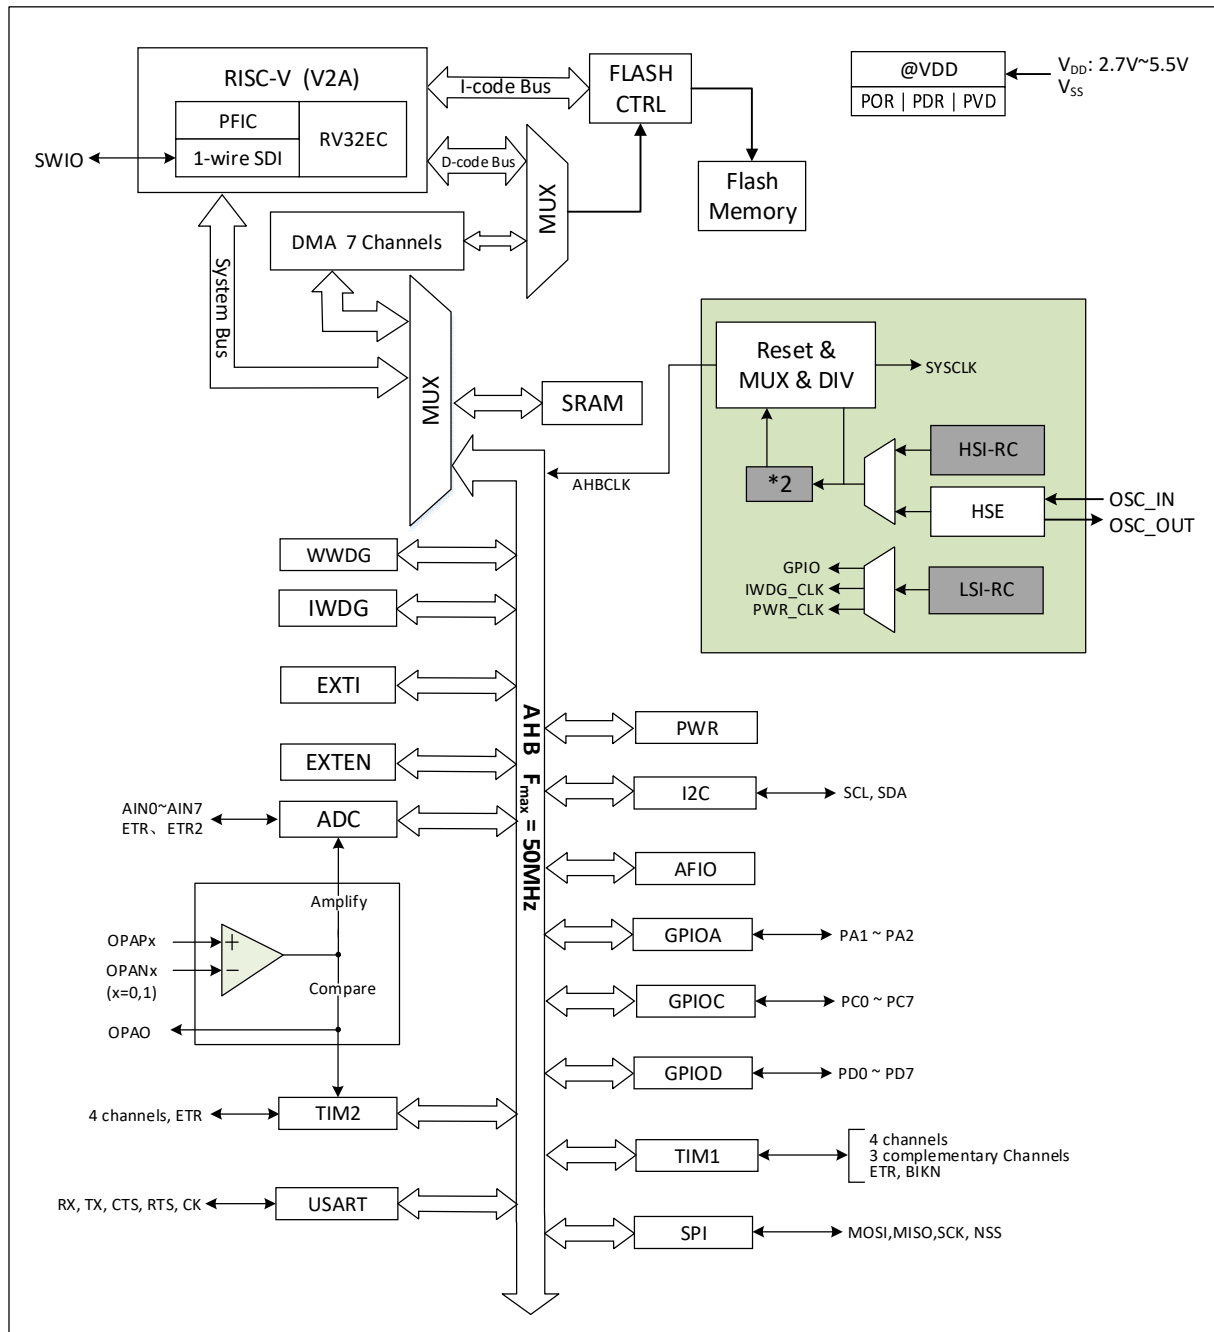 RISC-V (V2A)
PFIC
1-wire SDI
RV32EC
SWIO
I-code Bus
D-code Bus
FLASH
CTRL
Flash
Memory
MUX
@VDD
POR | PDR | PVD
VDD: 2.7V~5.5V
VSS
DMA 7 Channels
System Bus
MUX
SRAM
Reset &
MUX & DIV
SYSCLK
AHBCLK
*2
HSI-RC
HSE
OSC_IN
OSC_OUT
GPIO
IWDG_CLK
PWR_CLK
LSI-RC
WWDG
IWDG
EXTI
EXTEN
AIN0~AIN7
ETR、ETR2
ADC
Amplify
OPAPx
OPANx
(x=0,1)
Compare
OPAO
4 channels, ETR
TIM2
RX, TX, CTS, RTS, CK
USART
AHB Fmax = 50MHz
PWR
I2C
SCL, SDA
AFIO
GPIOA
PA1 ~ PA2
GPIOC
PC0 ~ PC7
GPIOD
PD0 ~ PD7
TIM1
4 channels
3 complementary Channels
ETR, BIKN
SPI
MOSI,MISO,SCK, NSS